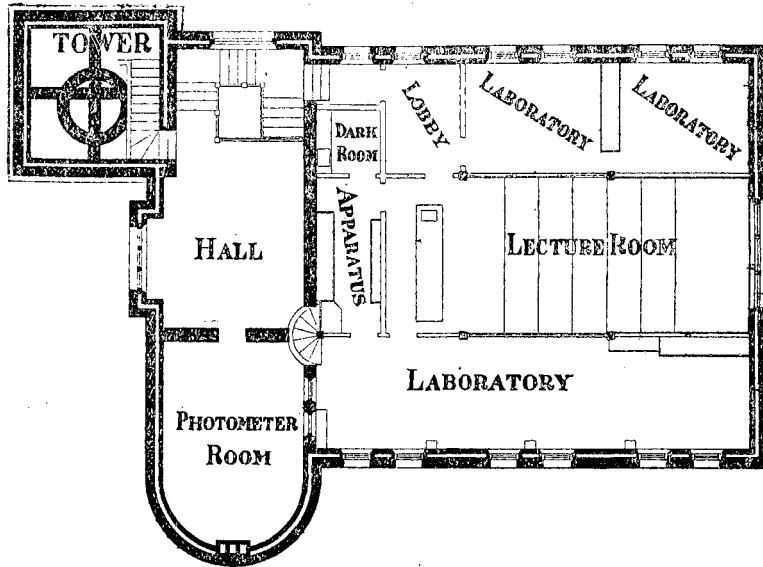 TOWER
LOBBY
LABORATORY
LABORATORY
DARK
ROOM
APPARATUS
HALL
LECTURE ROOM
LABORATORY
PHOTOMETER
ROOM